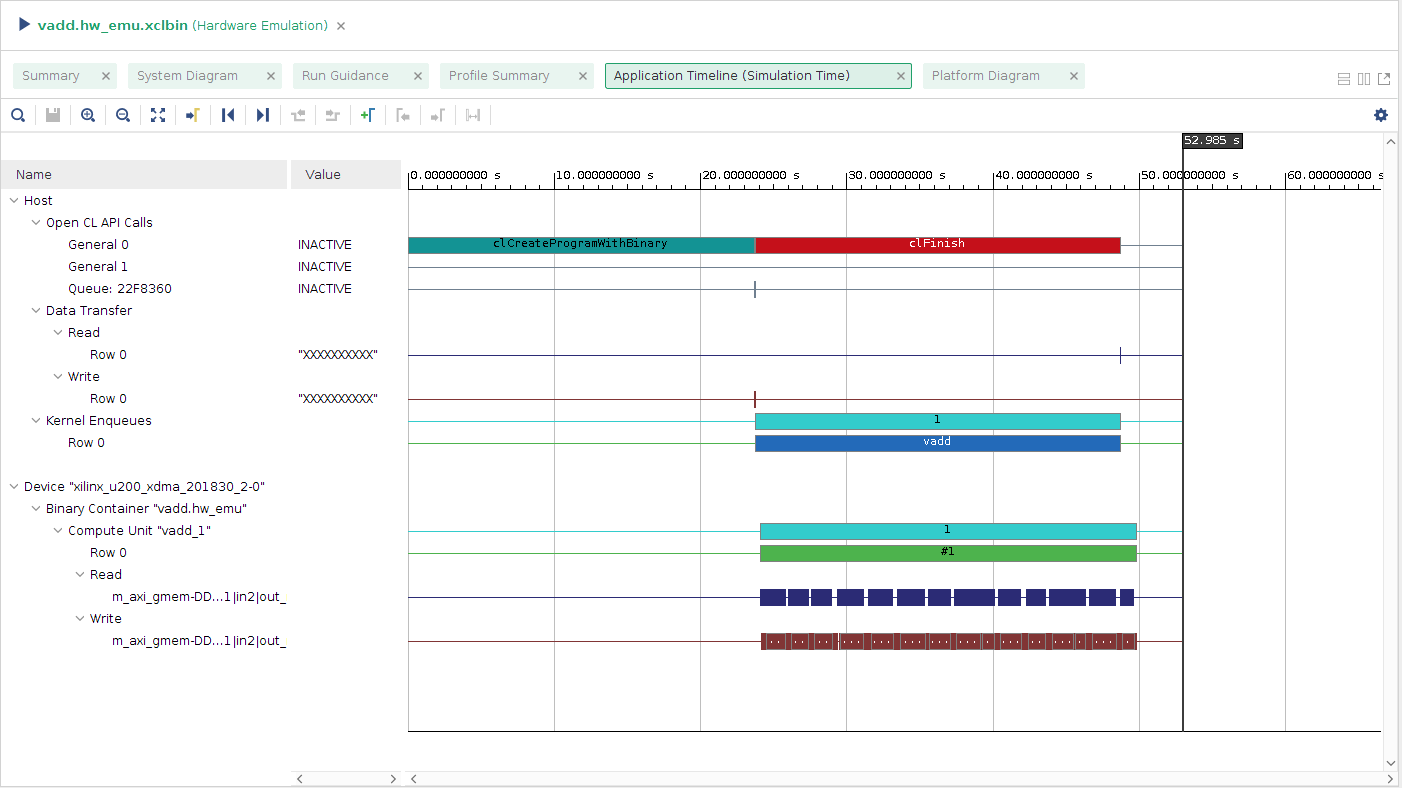 vadd.hw_emu.xclbin (Hardware Emulation)
Summary System Diagram Run Guidance Profile Summary Application Timeline (Simulation Time) Platform Diagram
52.985 s
Name Value 0.000000000 s 10.000000000 s 20.000000000 s 30.000000000 s 40.000000000 s 50.000000000 s 60.000000000 s
Host
Open CL API Calls
General 0 INACTIVE clCreateProgramWithBinary clFinish
General 1 INACTIVE
Queue: 22F8360 INACTIVE
Data Transfer
Read
Row 0 "XXXXXXXXXX"
Write
Row 0 "XXXXXXXXXX"
Kernel Enqueues 1
Row 0 vadd
Device "xilinx_u200_xdma_201830_2-0"
Binary Container "vadd.hw_emu"
Compute Unit "vadd_1" 1
Row 0 #1
Read
m_axi_gmem-DD...1|in2|out_
Write
m_axi_gmem-DD...1|in2|out_